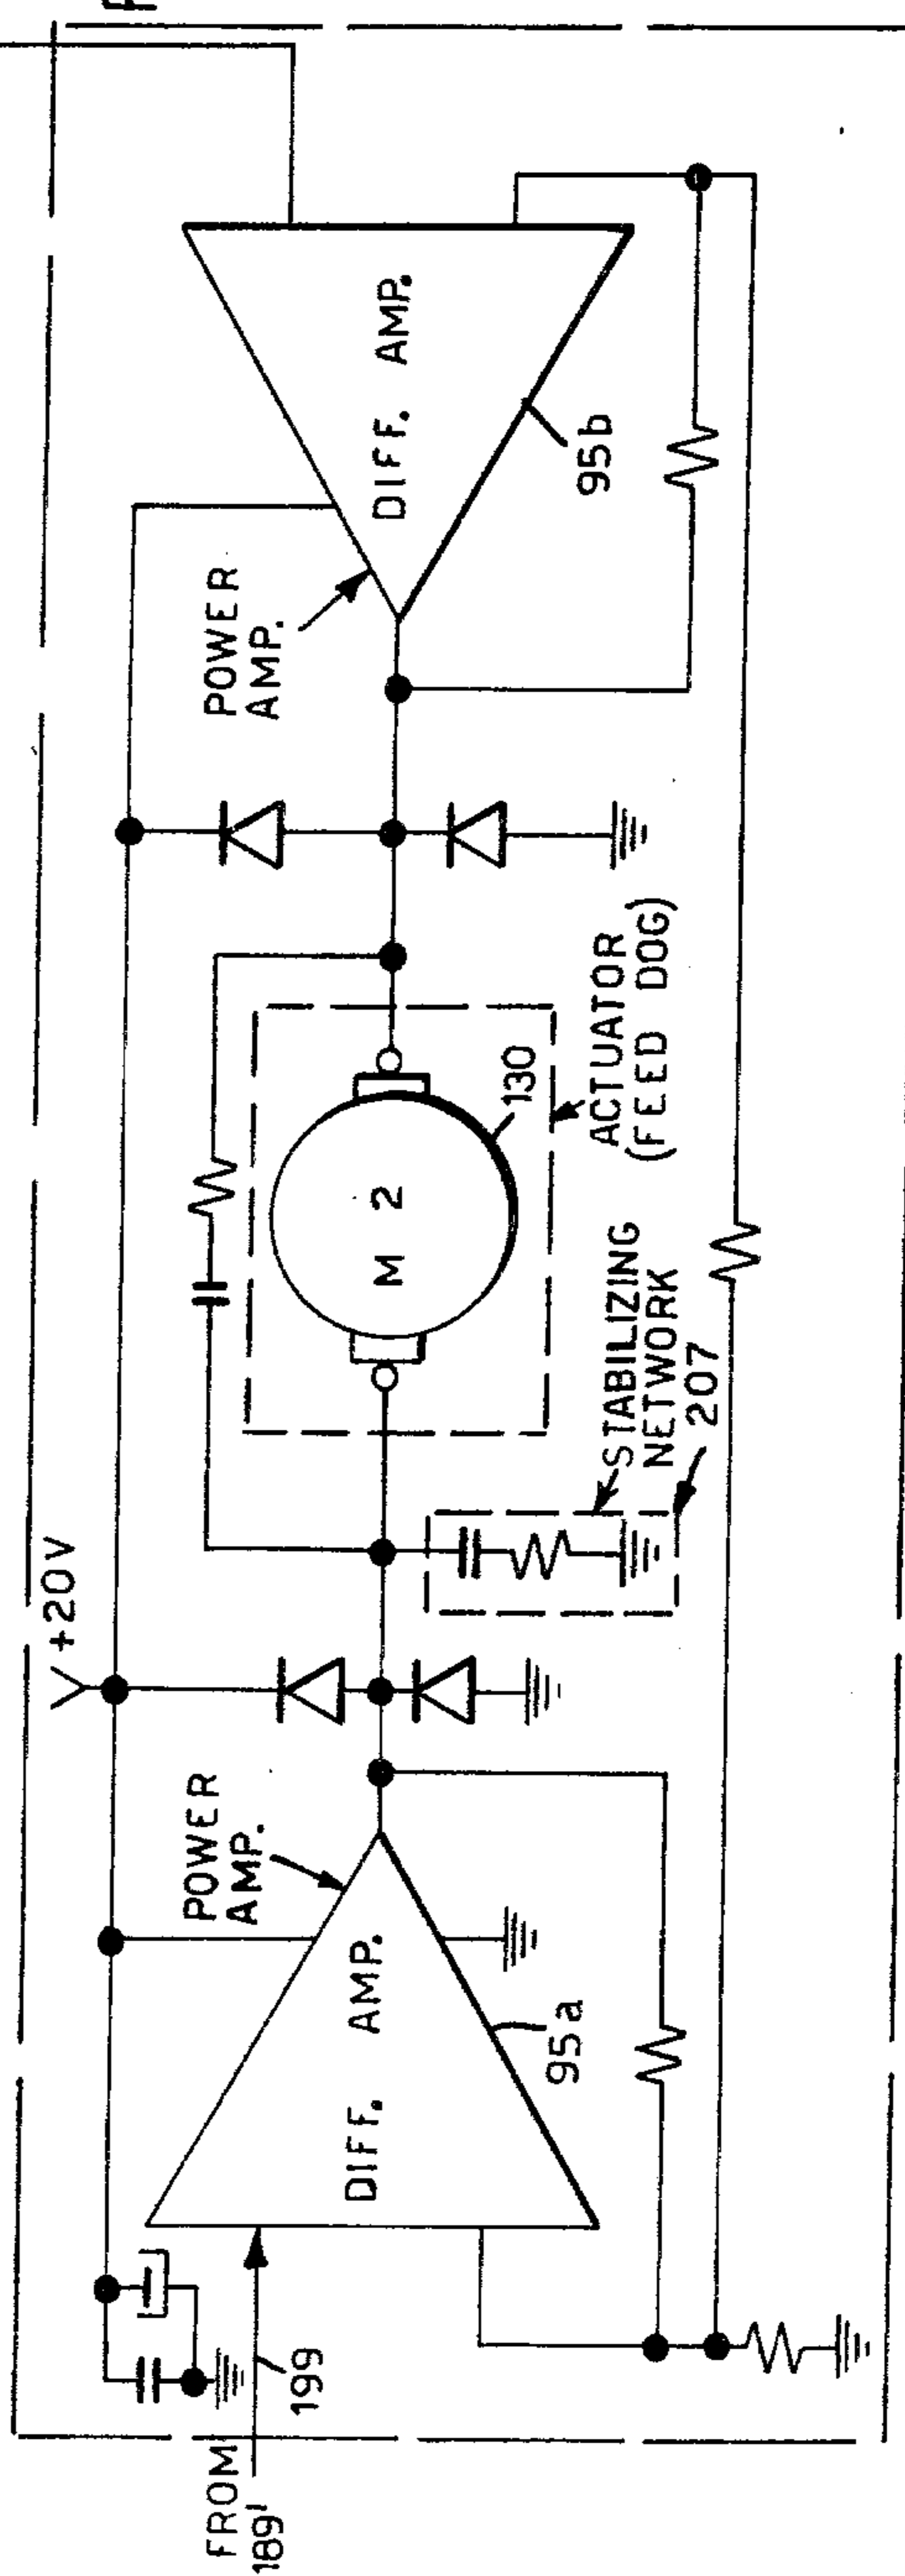 FROM
189'
199
DIFF. AMP.
95a
POWER
AMP.
+20V
STABILIZING
NETWORK
207
M 2
130
ACTUATOR
(FEED DOG)
POWER
AMP.
DIFF. AMP.
95b